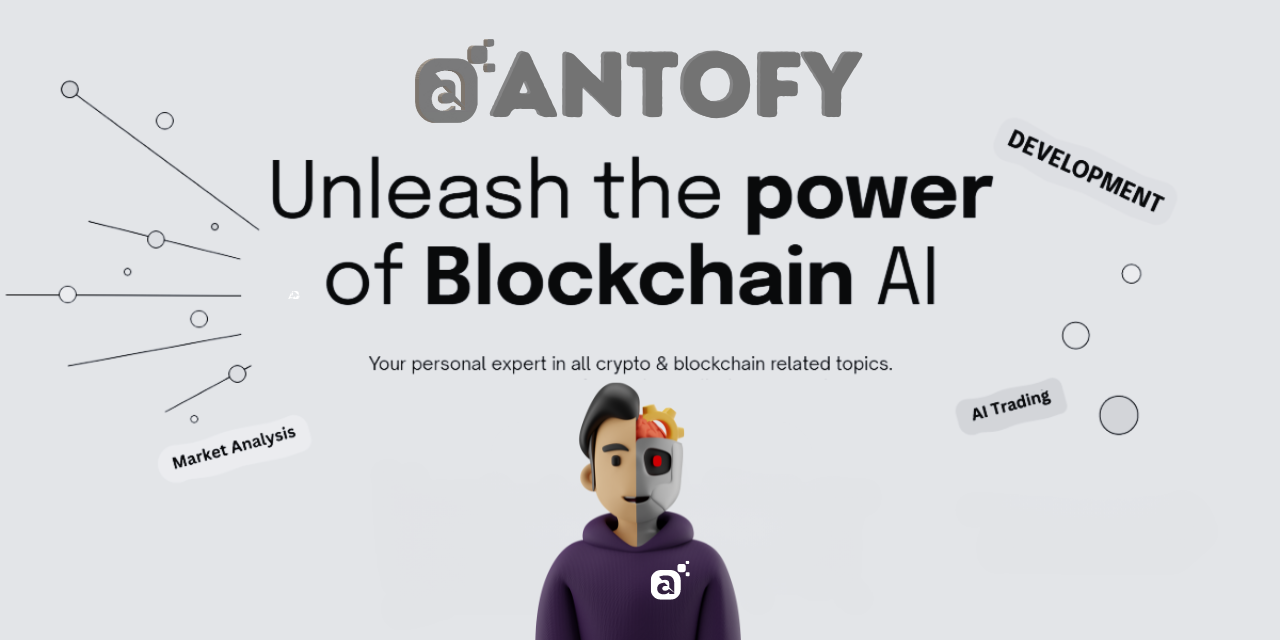 a ANTOFY
Unleash the power
of Blockchain AI
Your personal expert in all crypto & blockchain related topics.
DEVELOPMENT
AI Trading
Market Analysis
a